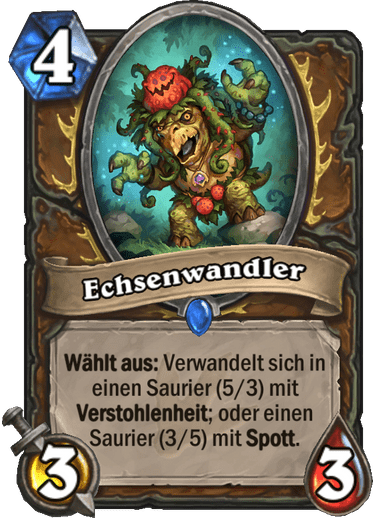 4
Echsenwandler
Wählt aus: Verwandelt sich in
einen Saurier (5/3) mit
Verstohlenheit; oder einen
Saurier (3/5) mit Spott.
3
3